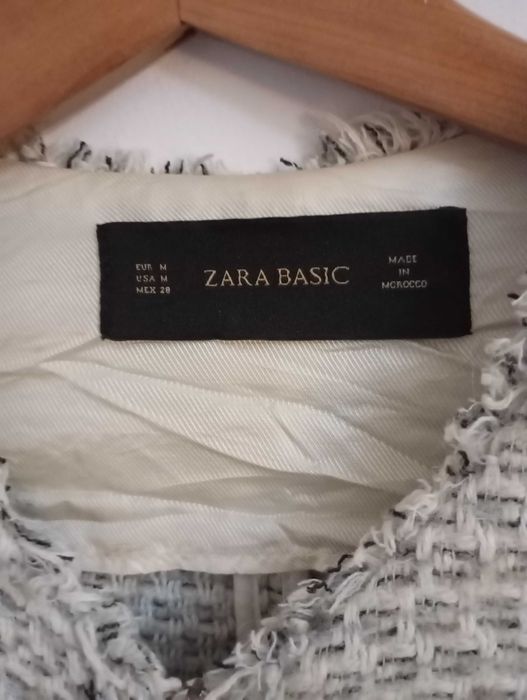 EUR M
USA M
MEX 28
ZARA BASIC
MADE
IN
MOROCCO